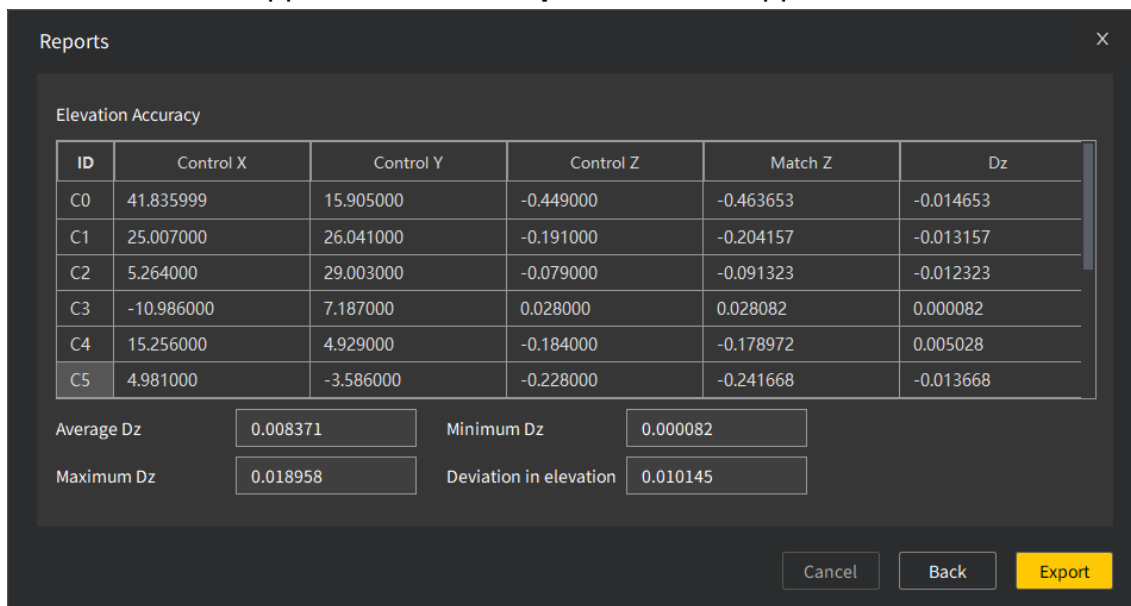 Reports X
Elevation Accuracy
ID Control X Control Y Control Z Match Z Dz
C0 41.835999 15.905000 -0.449000 -0.463653 -0.014653
C1 25.007000 26.041000 -0.191000 -0.204157 -0.013157
C2 5.264000 29.003000 -0.079000 -0.091323 -0.012323
C3 -10.986000 7.187000 0.028000 0.028082 0.000082
C4 15.256000 4.929000 -0.184000 -0.178972 0.005028
C5 4.981000 -3.586000 -0.228000 -0.241668 -0.013668
Average Dz 0.008371 Minimum Dz 0.000082
Maximum Dz 0.018958 Deviation in elevation 0.010145
Cancel Back Export